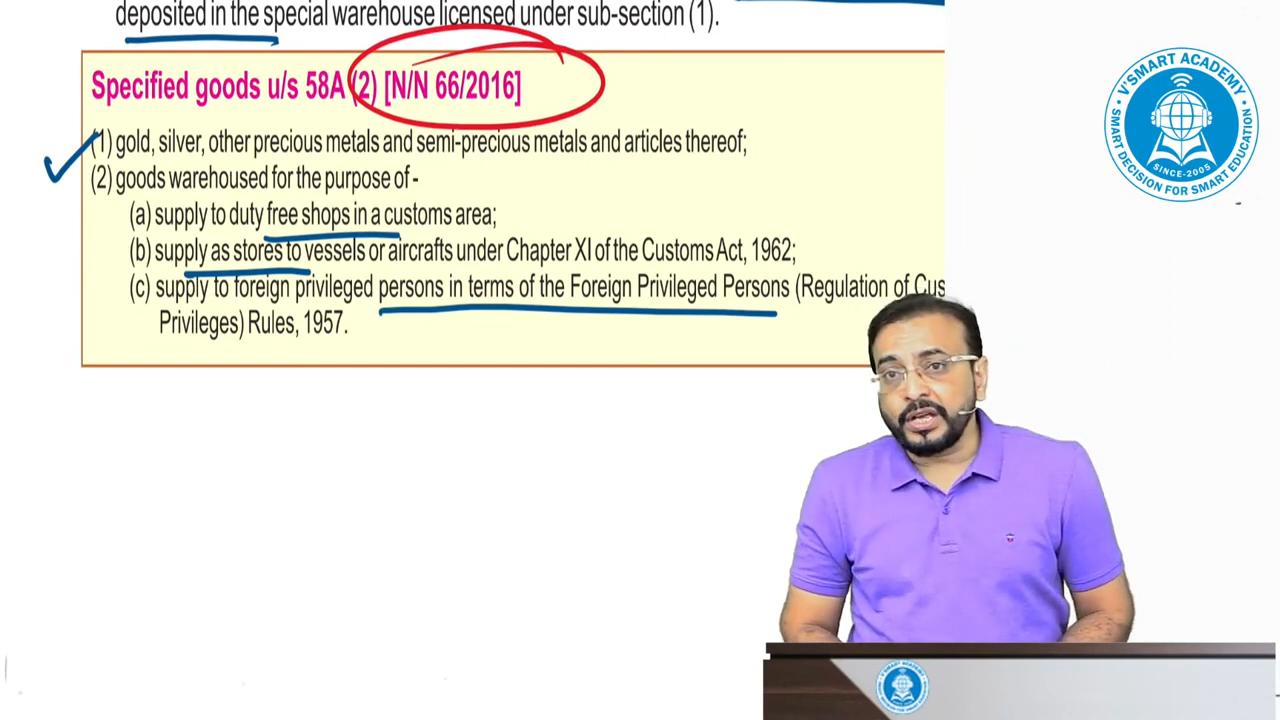 deposited in the special warehouse licensed under sub-section (1).
Specified goods u/s 58A (2) [N/N 66/2016]
(1) gold, silver, other precious metals and semi-precious metals and articles thereof;
(2) goods warehoused for the purpose of -
(a) supply to duty free shops in a customs area;
(b) supply as stores to vessels or aircrafts under Chapter XI of the Customs Act, 1962;
(c) supply to foreign privileged persons in terms of the Foreign Privileged Persons (Regulation of Cus
Privileges) Rules, 1957.
V'SMART ACADEMY
SINCE-2005
SMART DECISION FOR SMART EDUCATION
V'SMART ACADEMY